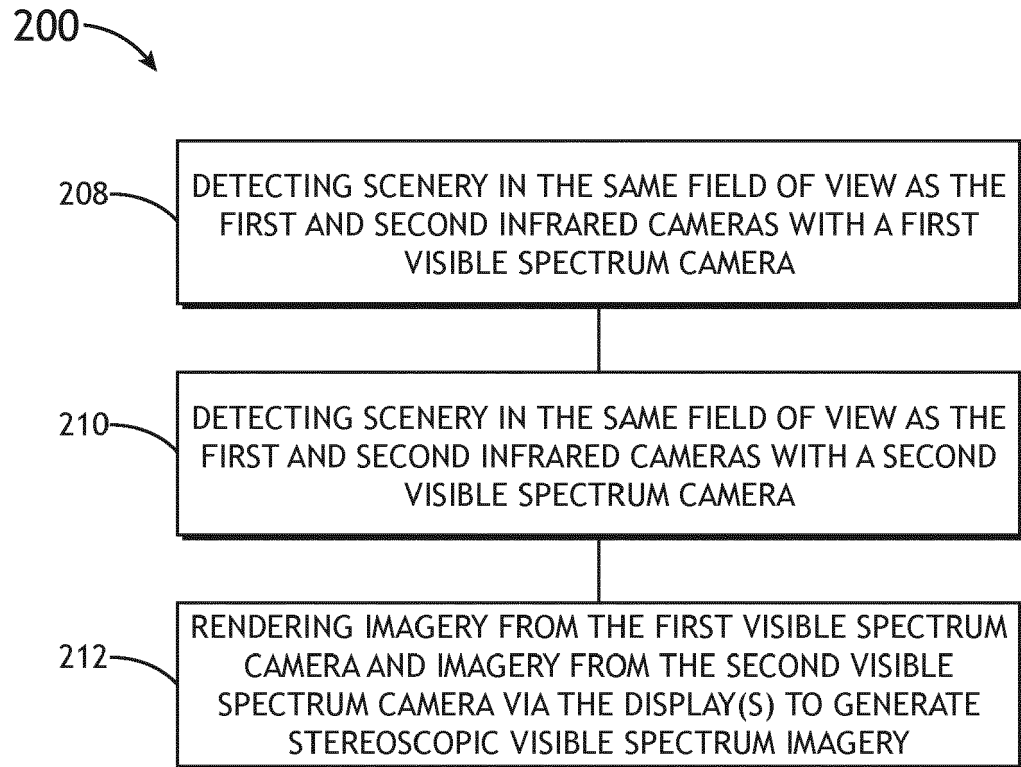 200
208
DETECTING SCENERY IN THE SAME FIELD OF VIEW AS THE
FIRST AND SECOND INFRARED CAMERAS WITH A FIRST
VISIBLE SPECTRUM CAMERA
210
DETECTING SCENERY IN THE SAME FIELD OF VIEW AS THE
FIRST AND SECOND INFRARED CAMERAS WITH A SECOND
VISIBLE SPECTRUM CAMERA
212
RENDERING IMAGERY FROM THE FIRST VISIBLE SPECTRUM
CAMERA AND IMAGERY FROM THE SECOND VISIBLE
SPECTRUM CAMERA VIA THE DISPLAY(S) TO GENERATE
STEREOSCOPIC VISIBLE SPECTRUM IMAGERY